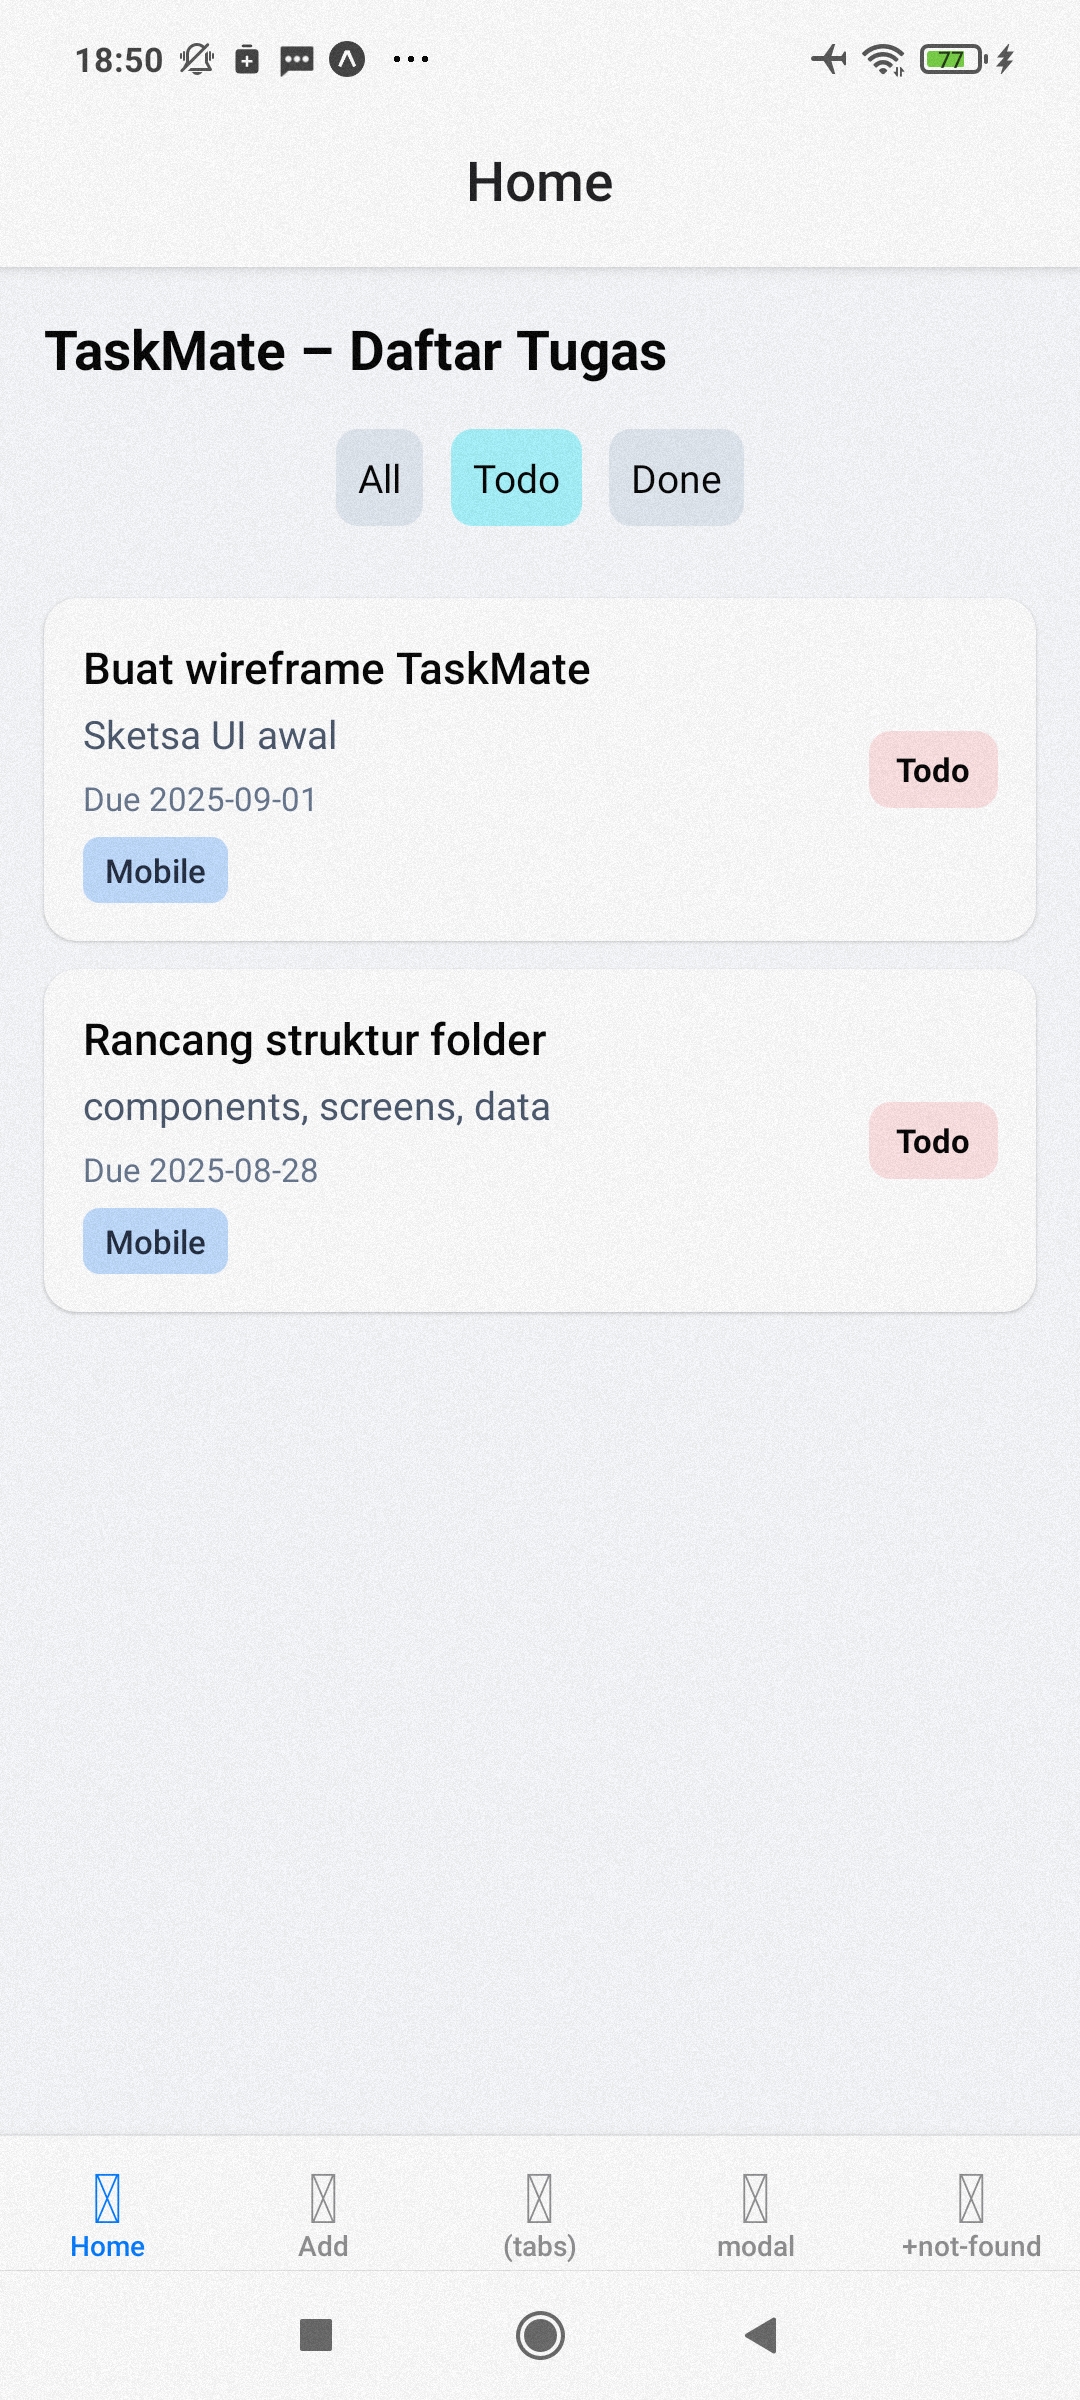 18:50
77
Home
TaskMate – Daftar Tugas
All
Todo
Done
Buat wireframe TaskMate
Sketsa UI awal
Due 2025-09-01
Mobile
Todo
Rancang struktur folder
components, screens, data
Due 2025-08-28
Mobile
Todo
Home
Add
(tabs)
modal
+not-found